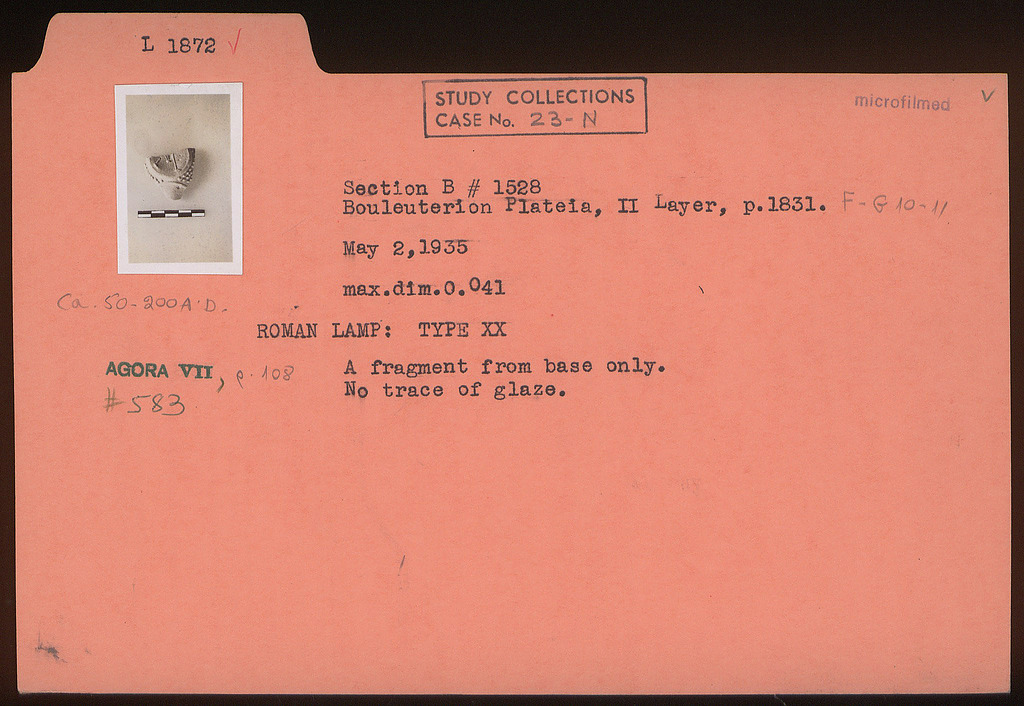 L 1872 √
STUDY COLLECTIONS
CASE No. 23-N
microfilmed √
Section B # 1528
Bouleuterion Plateia, II Layer, p.1831. F-G 10-11
May 2,1935
max.dim.0.041
Ca. 50-200 A.D.
ROMAN LAMP: TYPE XX
AGORA VII, p. 108
#583
A fragment from base only.
No trace of glaze.